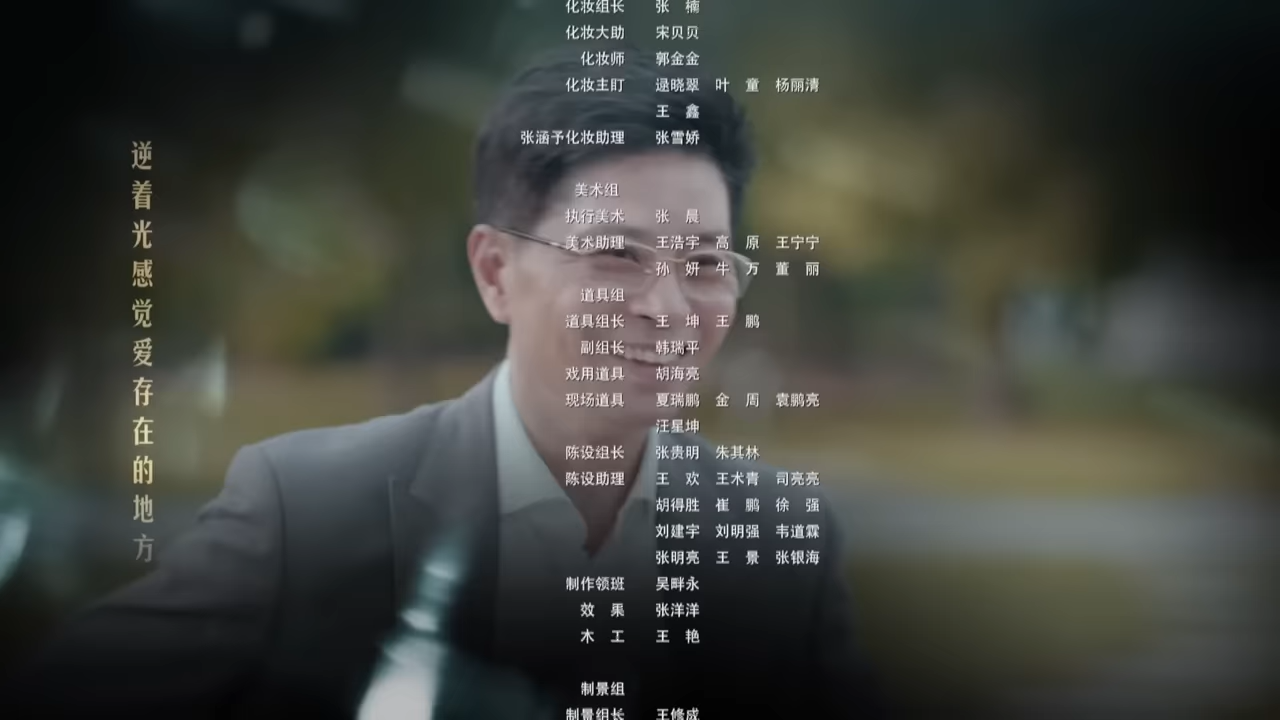 逆着光感觉爱存在的地方
化妆组长 张 楠
化妆大助 宋贝贝
化妆师 郭金金
化妆主盯 逯晓翠 叶 童 杨丽清
王 鑫
张涵予化妆助理 张雪娇
美术组
执行美术 张 晨
美术助理 王浩宇 高 原 王宁宁
孙 妍 牛 万 董 丽
道具组
道具组长 王 坤 王 鹏
副组长 韩瑞平
戏用道具 胡海亮
现场道具 夏瑞鹏 金 周 袁鹏亮
汪星坤
陈设组长 张贵明 朱其林
陈设助理 王 欢 王术青 司亮亮
胡得胜 崔 鹏 徐 强
刘建宇 刘明强 韦道霖
张明亮 王 景 张银海
制作领班 吴畔永
效 果 张洋洋
木 工 王 艳
制景组
制景组长 王修成